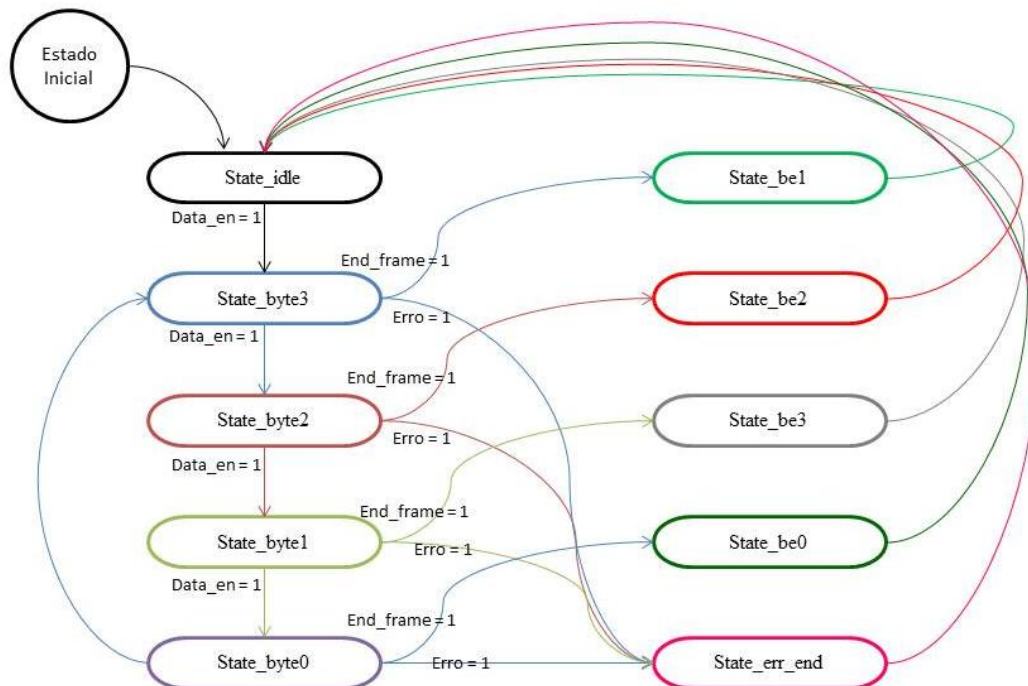 Estado
Inicial
State_idle
State_be1
Data_en = 1
End_frame = 1
State_byte3
State_be2
Erro = 1
Data_en = 1
End_frame = 1
State_byte2
State_be3
Erro = 1
Data_en = 1
End_frame = 1
State_byte1
State_be0
Erro = 1
Data_en = 1
End_frame = 1
State_byte0
Erro = 1
State_err_end